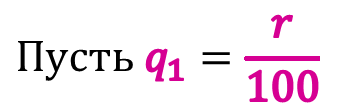 Пусть q₁ = r/100